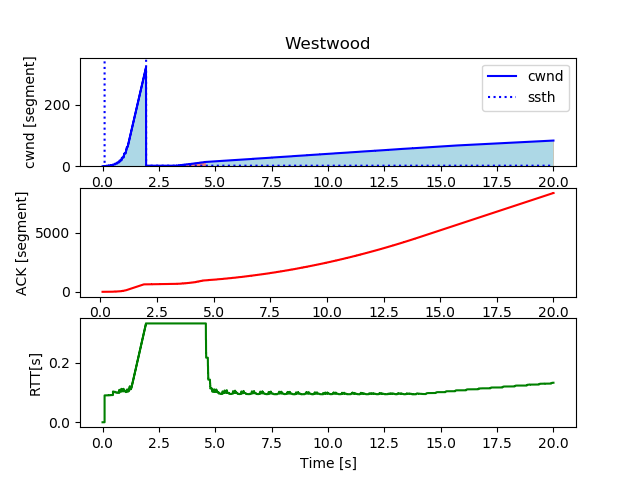 Westwood
cwnd [segment]
200
0
cwnd
ssth
0.0 2.5 5.0 7.5 10.0 12.5 15.0 17.5 20.0
ACK [segment]
5000
0
0.0 2.5 5.0 7.5 10.0 12.5 15.0 17.5 20.0
RTT[s]
0.2
0.0
0.0 2.5 5.0 7.5 10.0 12.5 15.0 17.5 20.0
Time [s]